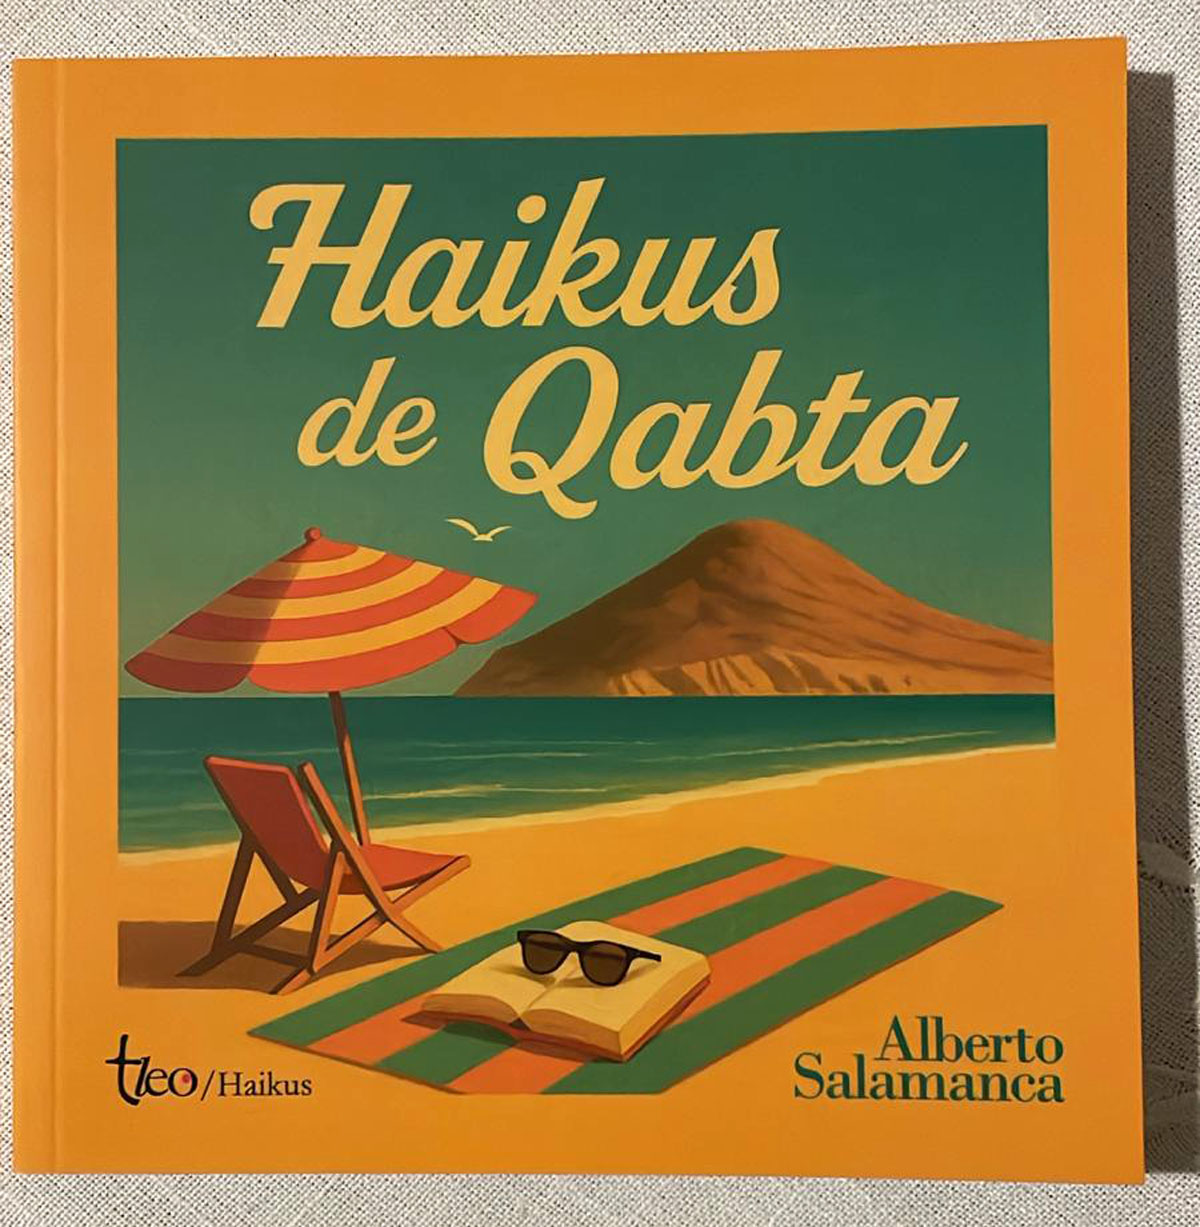 Haikus
de Qabta
tleo/Haikus
Alberto
Salamanca